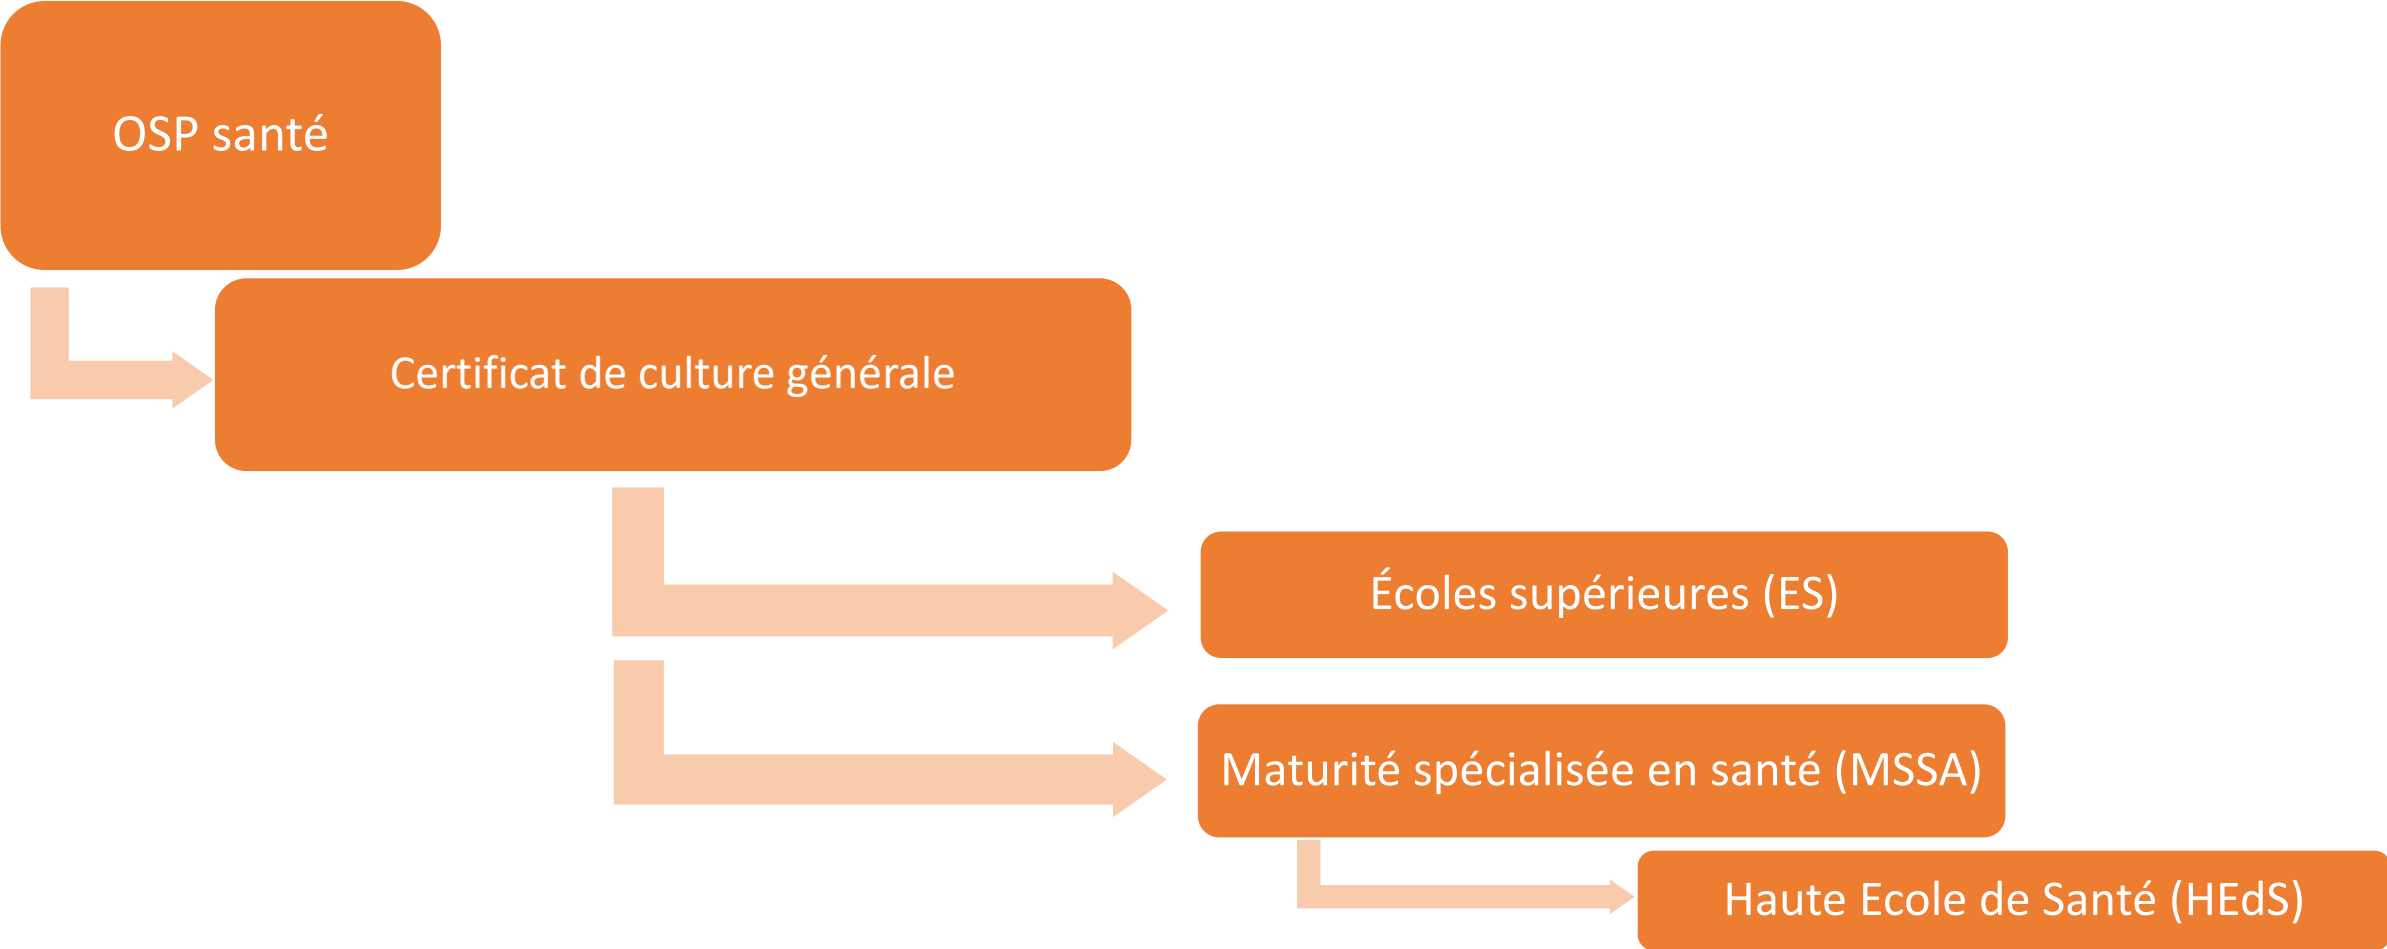 OSP santé
Certificat de culture générale
Écoles supérieures (ES)
Maturité spécialisée en santé (MSSA)
Haute Ecole de Santé (HEdS)